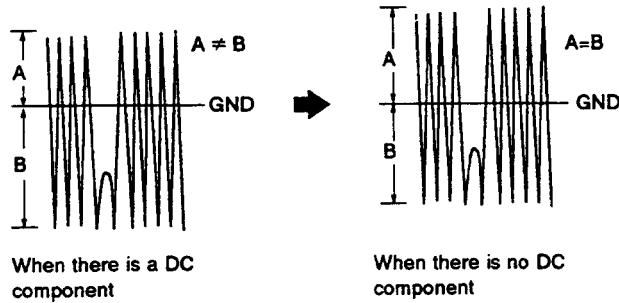 A
B
A ≠ B
GND
When there is a DC
component
A
B
A=B
GND
When there is no DC
component